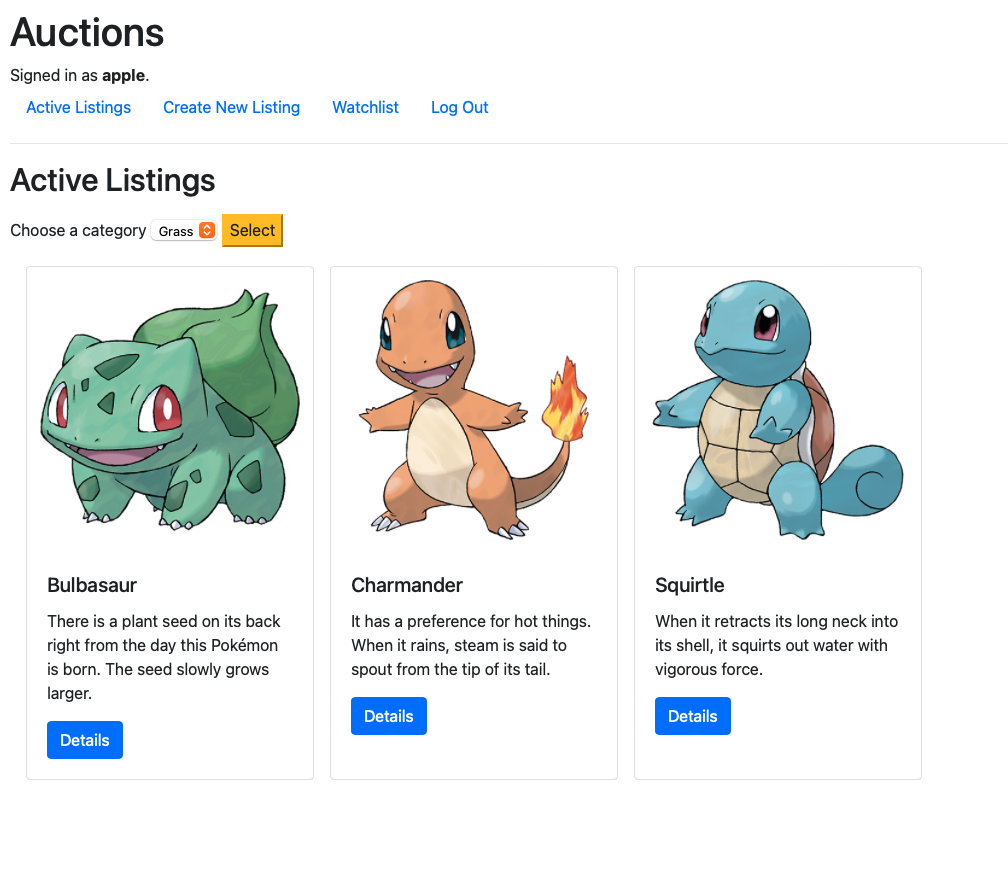 Auctions
Signed in as apple.
Active Listings Create New Listing Watchlist Log Out
Active Listings
Choose a category Grass Select
Bulbasaur
There is a plant seed on its back
right from the day this Pokémon
is born. The seed slowly grows
larger.
Details
Charmander
It has a preference for hot things.
When it rains, steam is said to
spout from the tip of its tail.
Details
Squirtle
When it retracts its long neck into
its shell, it squirts out water with
vigorous force.
Details